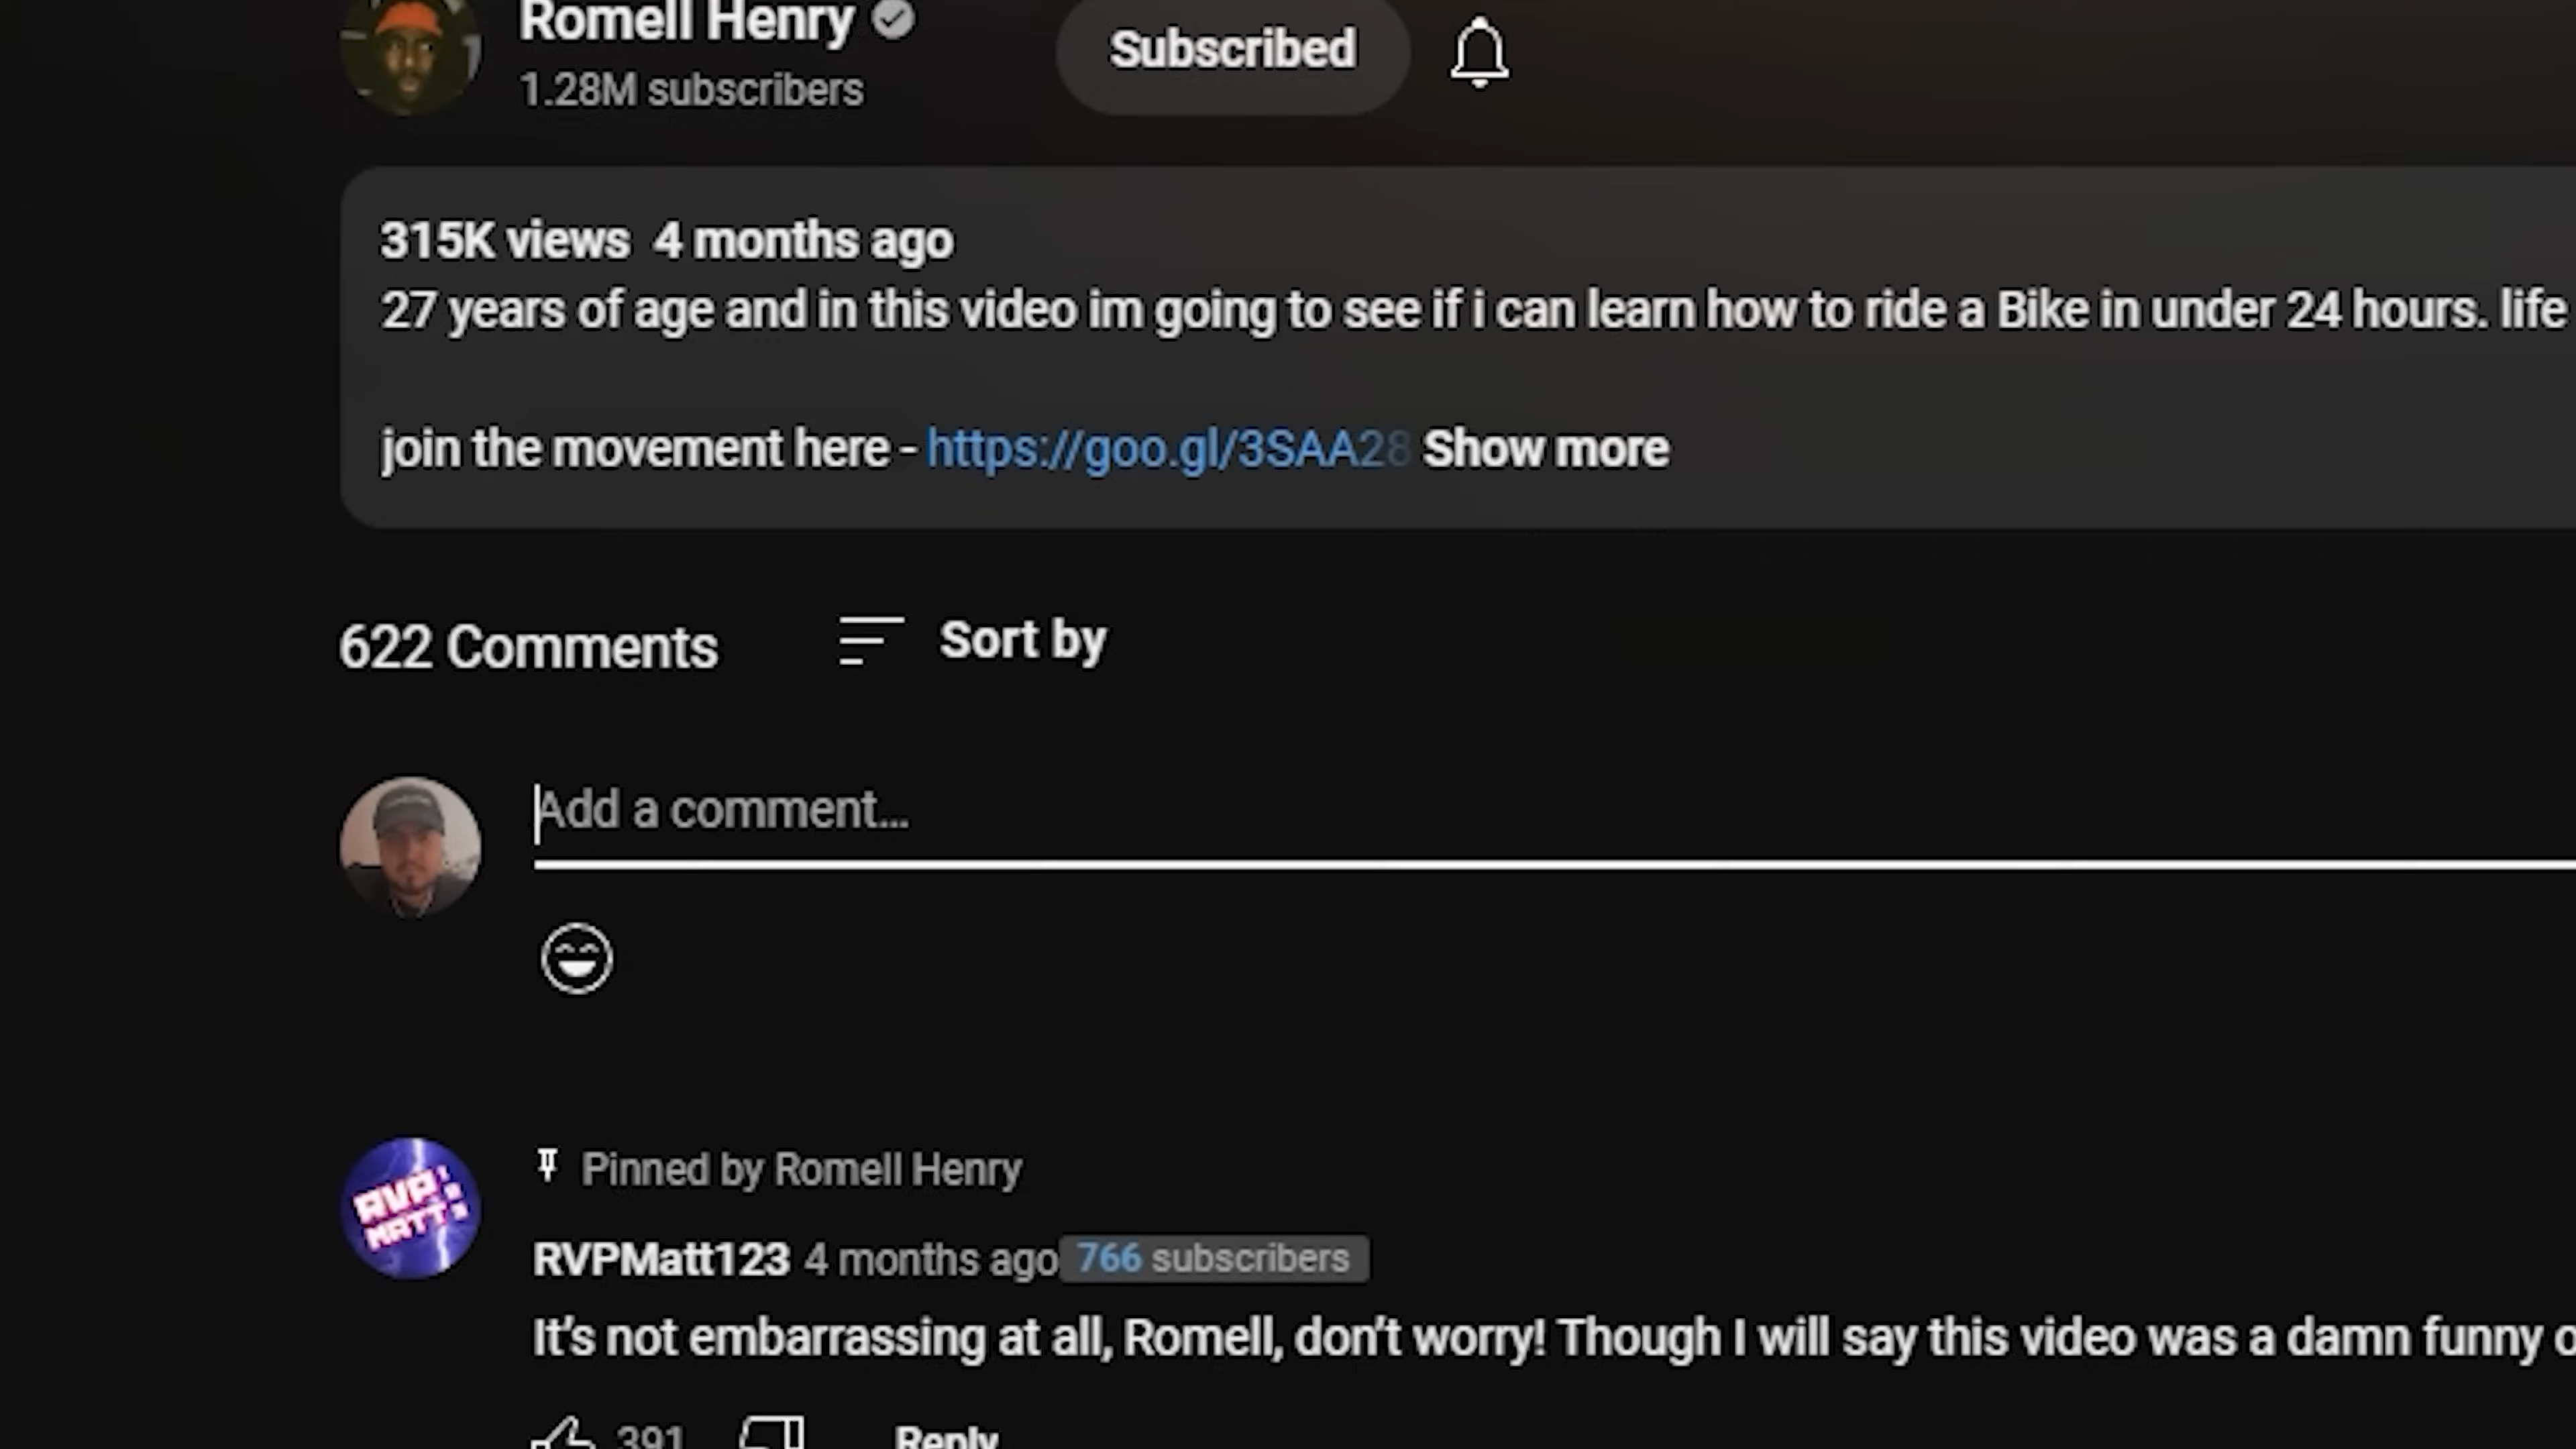 Romell Henry
1.28M subscribers
Subscribed
315K views 4 months ago
27 years of age and in this video im going to see if i can learn how to ride a Bike in under 24 hours. life
join the movement here - https://goo.gl/3SAA28 Show more
622 Comments
Sort by
Add a comment...
Pinned by Romell Henry
RVP
MATT
RVPMatt123 4 months ago 766 subscribers
It's not embarrassing at all, Romell, don't worry! Though I will say this video was a damn funny
391 Reply